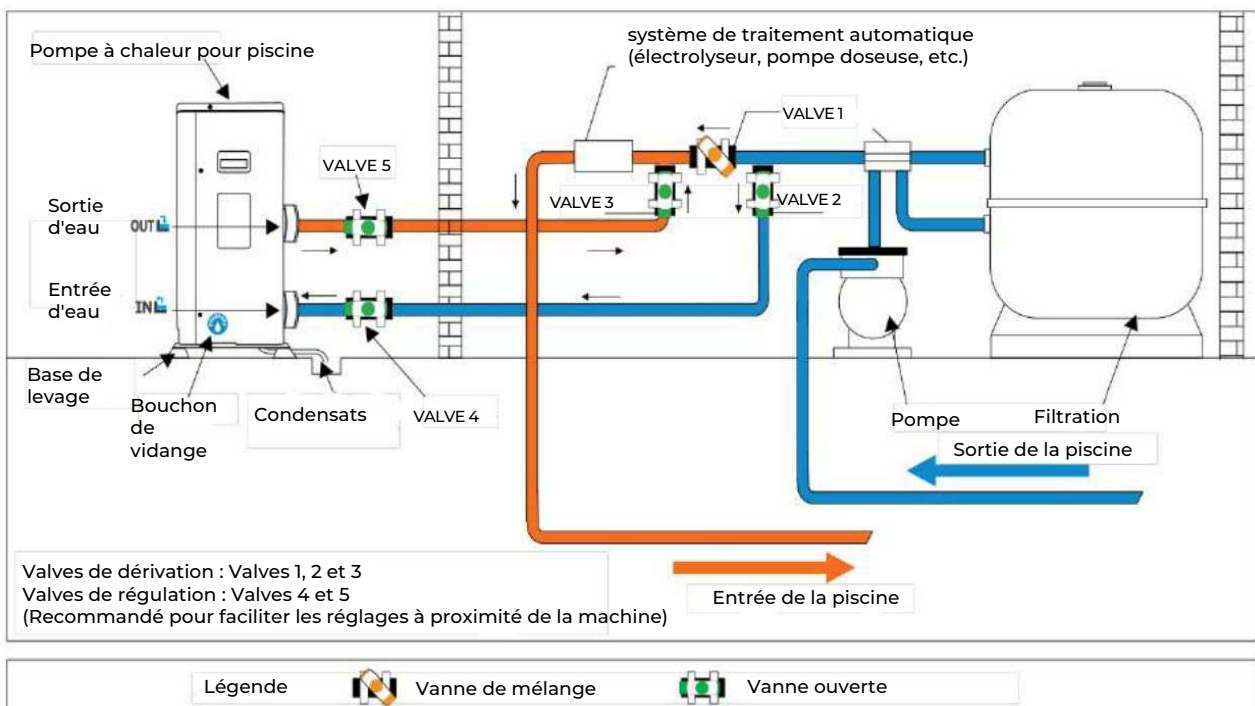 Pompe à chaleur pour piscine
système de traitement automatique
(électrolyseur, pompe doseuse, etc.)
VALVE 1
VALVE 5
VALVE 3
VALVE 2
Sortie
d'eau
OUT
Entrée
d'eau
IN
Base de
levage
Bouchon
de
vidange
Condensats
VALVE 4
Pompe
Filtration
Sortie de la piscine
Entrée de la piscine
Valves de dérivation : Valves 1, 2 et 3
Valves de régulation : Valves 4 et 5
(Recommandé pour faciliter les réglages à proximité de la machine)
Légende
Vanne de mélange
Vanne ouverte